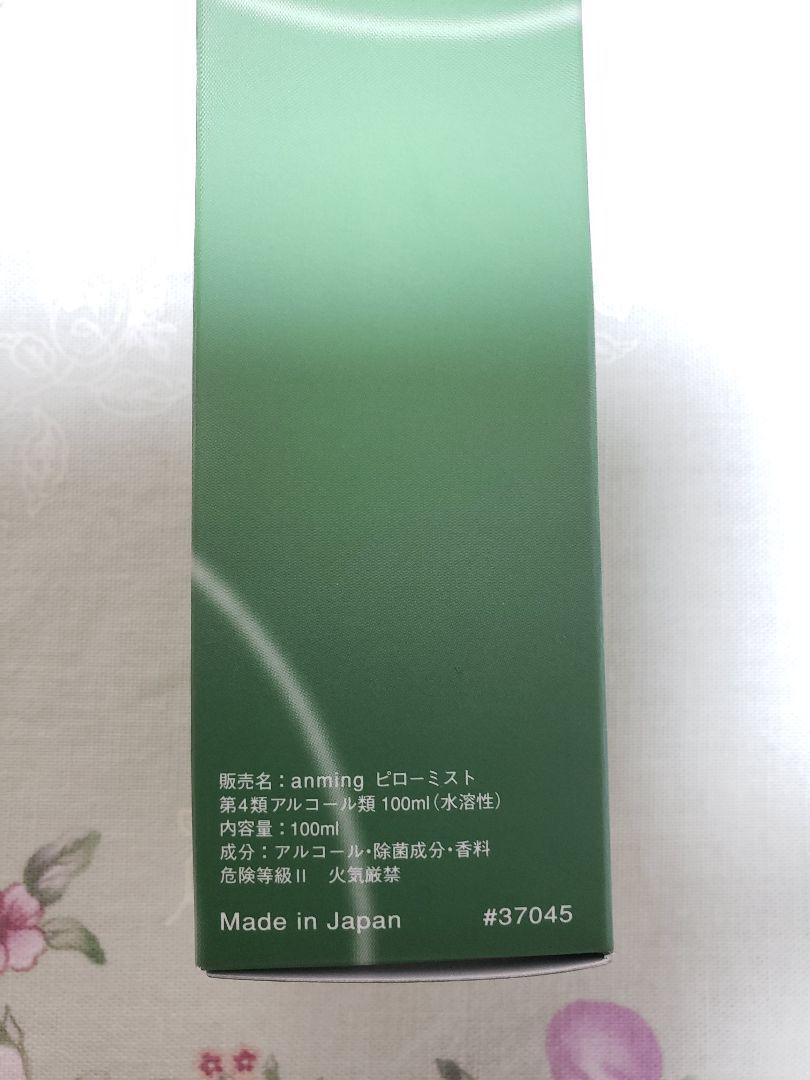 販売名：anming ピローミスト
第4類アルコール類 100ml（水溶性）
内容量：100ml
成分：アルコール・除菌成分・香料
危険等級II　火気厳禁
Made in Japan
#37045